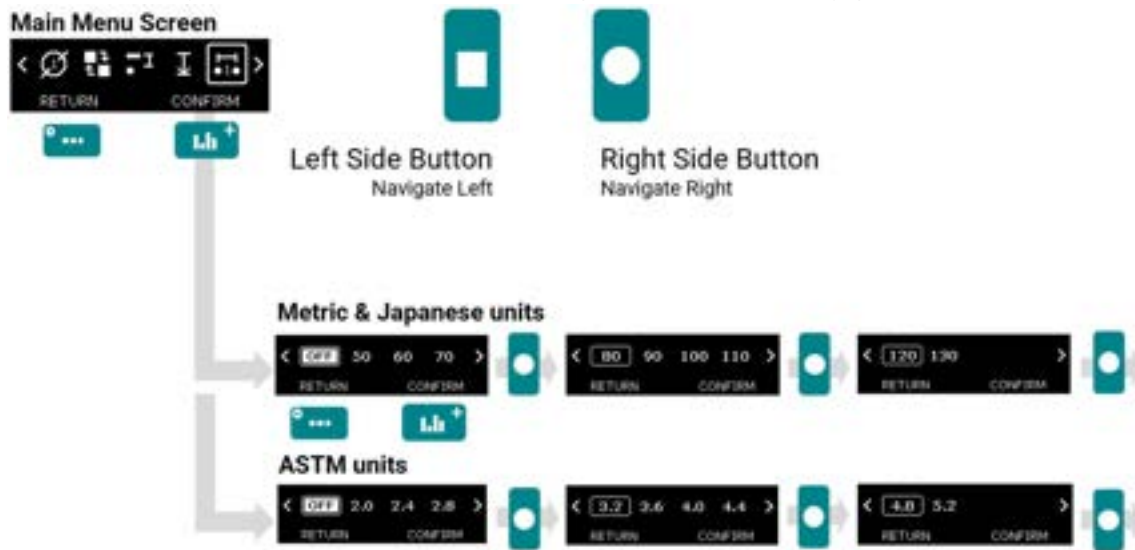 Main Menu Screen
RETURN CONFIRM
Left Side Button
Navigate Left
Right Side Button
Navigate Right
Metric & Japanese units
< OFF 50 60 70 >
RETURN CONFIRM
< 80 90 100 110 >
RETURN CONFIRM
< 120 130 >
RETURN CONFIRM
ASTM units
< OFF 2.0 2.4 2.8 >
RETURN CONFIRM
< 3.2 3.6 4.0 4.4 >
RETURN CONFIRM
< 4.8 5.2 >
RETURN CONFIRM